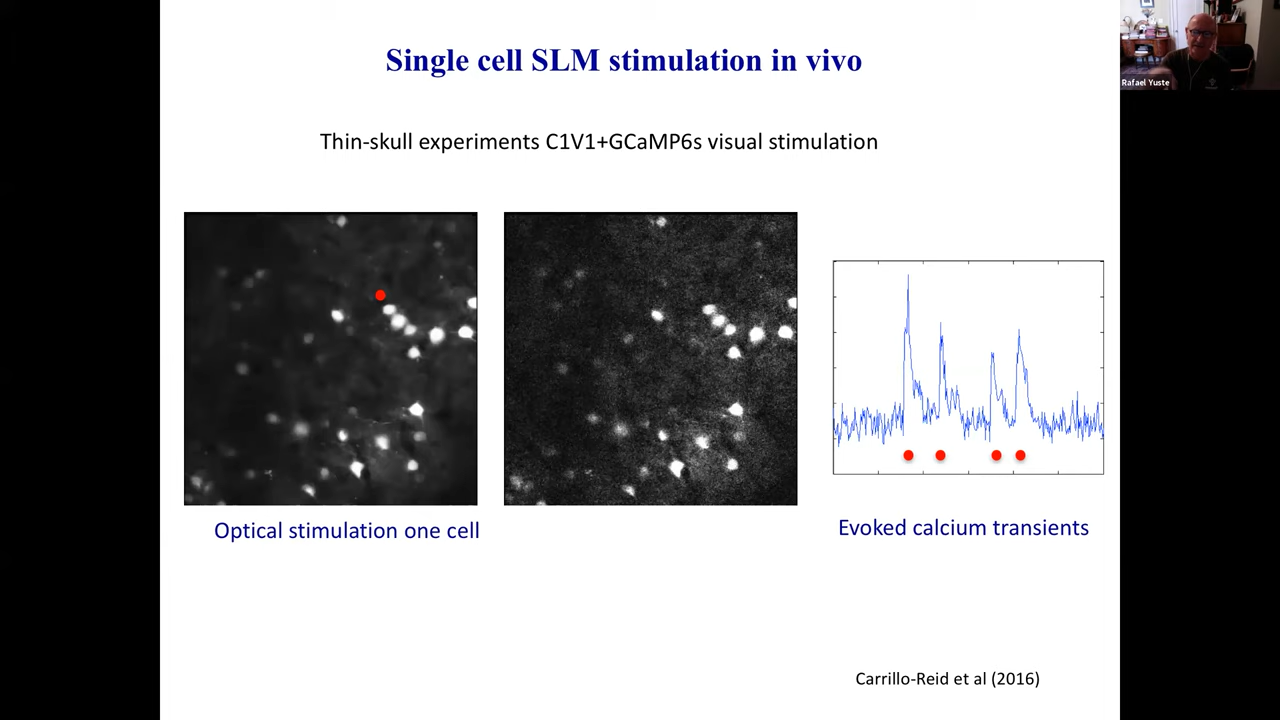 Single cell SLM stimulation in vivo
Rafael Yuste
Thin-skull experiments C1V1+GCaMP6s visual stimulation
Optical stimulation one cell
Evoked calcium transients
Carrillo-Reid et al (2016)